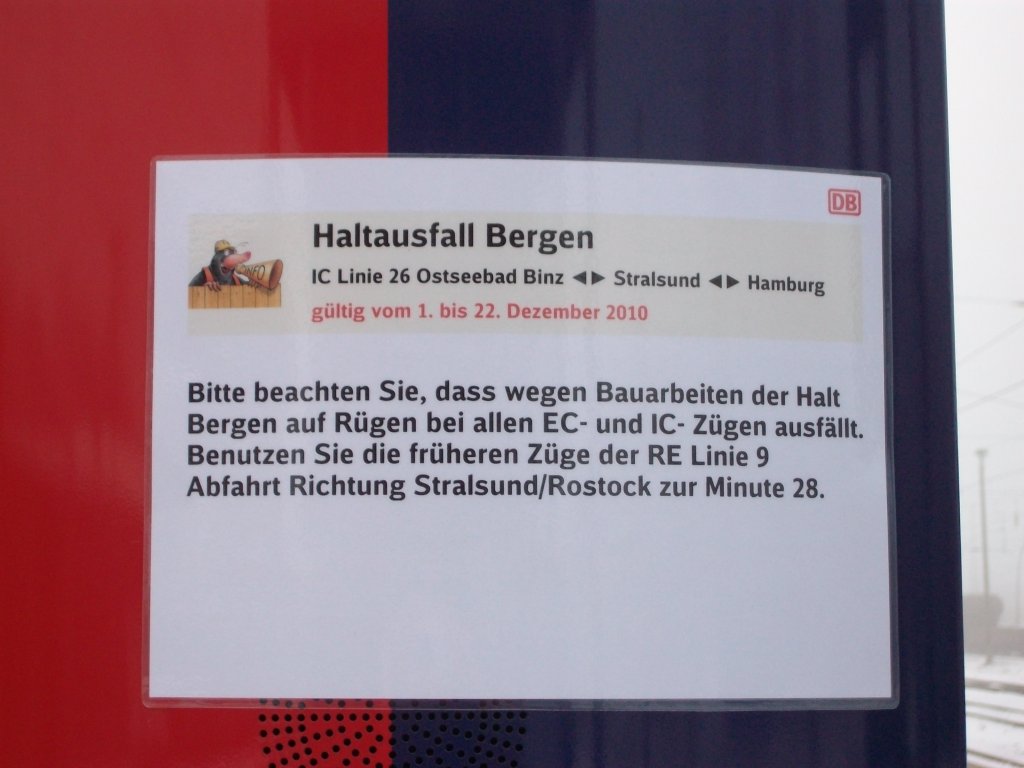 DB
Haltausfall Bergen
INFO
IC Linie 26 Ostseebad Binz ◄► Stralsund ◄► Hamburg
gültig vom 1. bis 22. Dezember 2010
Bitte beachten Sie, dass wegen Bauarbeiten der Halt
Bergen auf Rügen bei allen EC- und IC- Zügen ausfällt.
Benutzen Sie die früheren Züge der RE Linie 9
Abfahrt Richtung Stralsund/Rostock zur Minute 28.